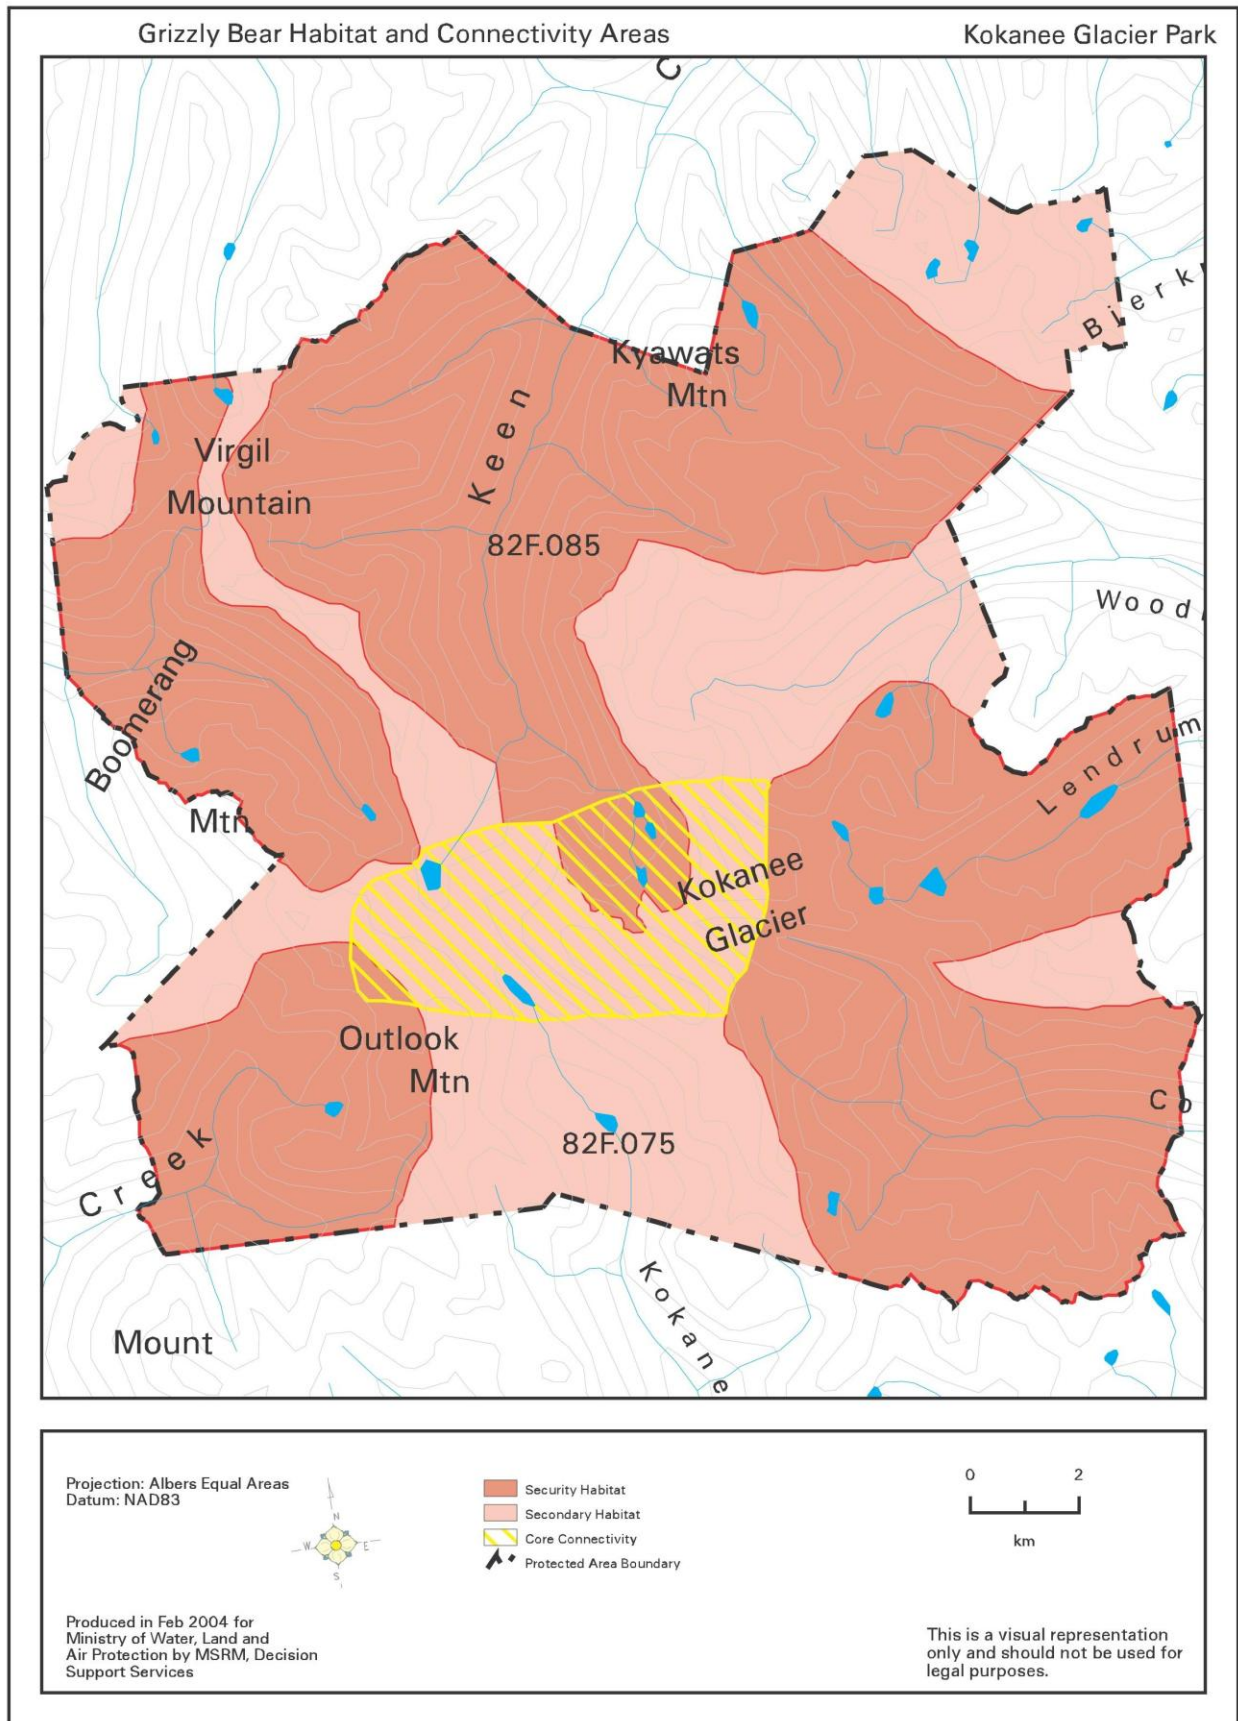 Grizzly Bear Habitat and Connectivity Areas
Kokanee Glacier Park
C
Bjerk
Kyawats
Mtn
Keen
Virgil
Mountain
82F.085
Wood
Boomerang
Mtn
Lendrum
Kokanee
Glacier
Outlook
Mtn
Co
82F.075
Creek
Kokane
Mount
Projection: Albers Equal Areas
Datum: NAD83
N
W
E
S
Security Habitat
Secondary Habitat
Core Connectivity
Protected Area Boundary
0 2
km
Produced in Feb 2004 for
Ministry of Water, Land and
Air Protection by MSRM, Decision
Support Services
This is a visual representation
only and should not be used for
legal purposes.